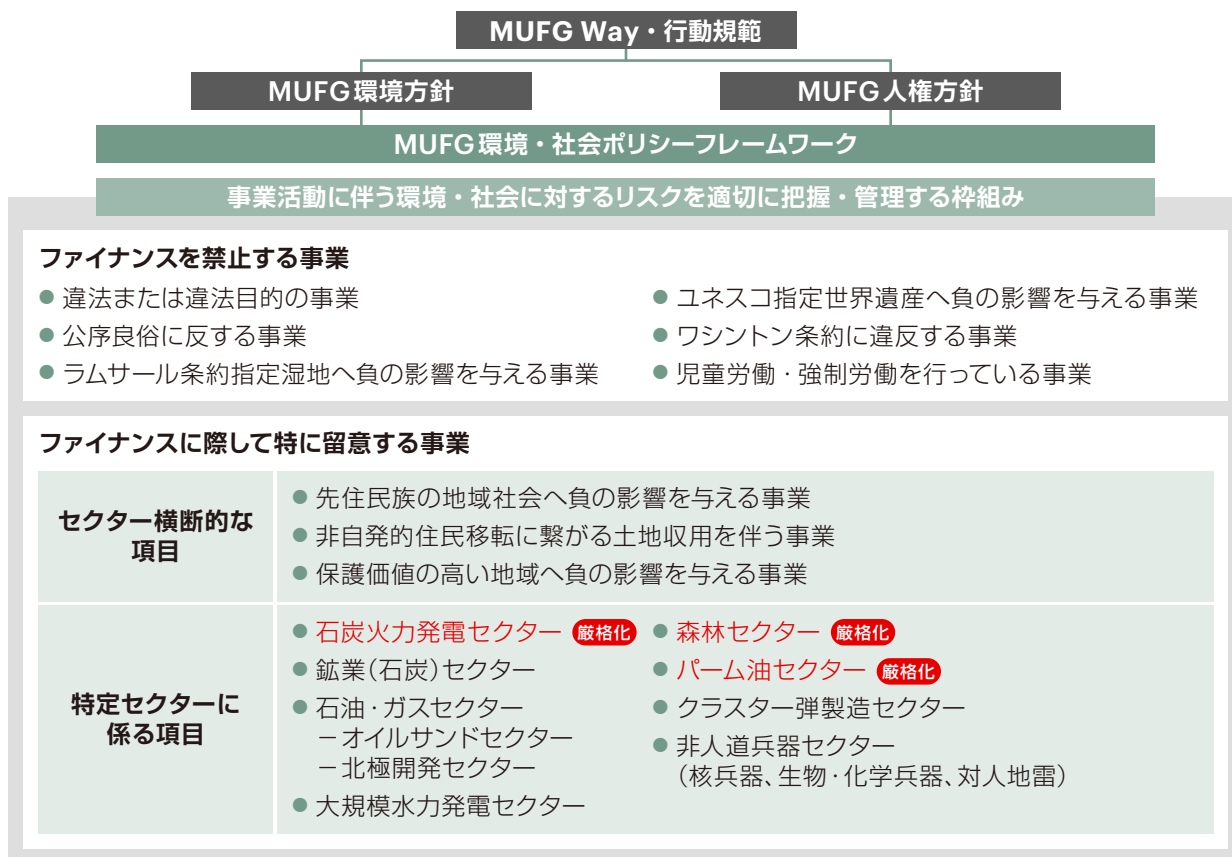 MUFG Way・行動規範
MUFG環境方針
MUFG人権方針
MUFG環境・社会ポリシーフレームワーク
事業活動に伴う環境・社会に対するリスクを適切に把握・管理する枠組み
ファイナンスを禁止する事業
● 違法または違法目的の事業
● 公序良俗に反する事業
● ラムサール条約指定湿地へ負の影響を与える事業
● ユネスコ指定世界遺産へ負の影響を与える事業
● ワシントン条約に違反する事業
● 児童労働・強制労働を行っている事業
ファイナンスに際して特に留意する事業
セクター横断的な
項目
● 先住民族の地域社会へ負の影響を与える事業
● 非自発的住民移転に繋がる土地収用を伴う事業
● 保護価値の高い地域へ負の影響を与える事業
特定セクターに
係る項目
● 石炭火力発電セクター 厳格化
● 鉱業(石炭)セクター
● 石油・ガスセクター
－オイルサンドセクター
－北極開発セクター
● 大規模水力発電セクター
● 森林セクター 厳格化
● パーム油セクター 厳格化
● クラスター弾製造セクター
● 非人道兵器セクター
(核兵器、生物・化学兵器、対人地雷)